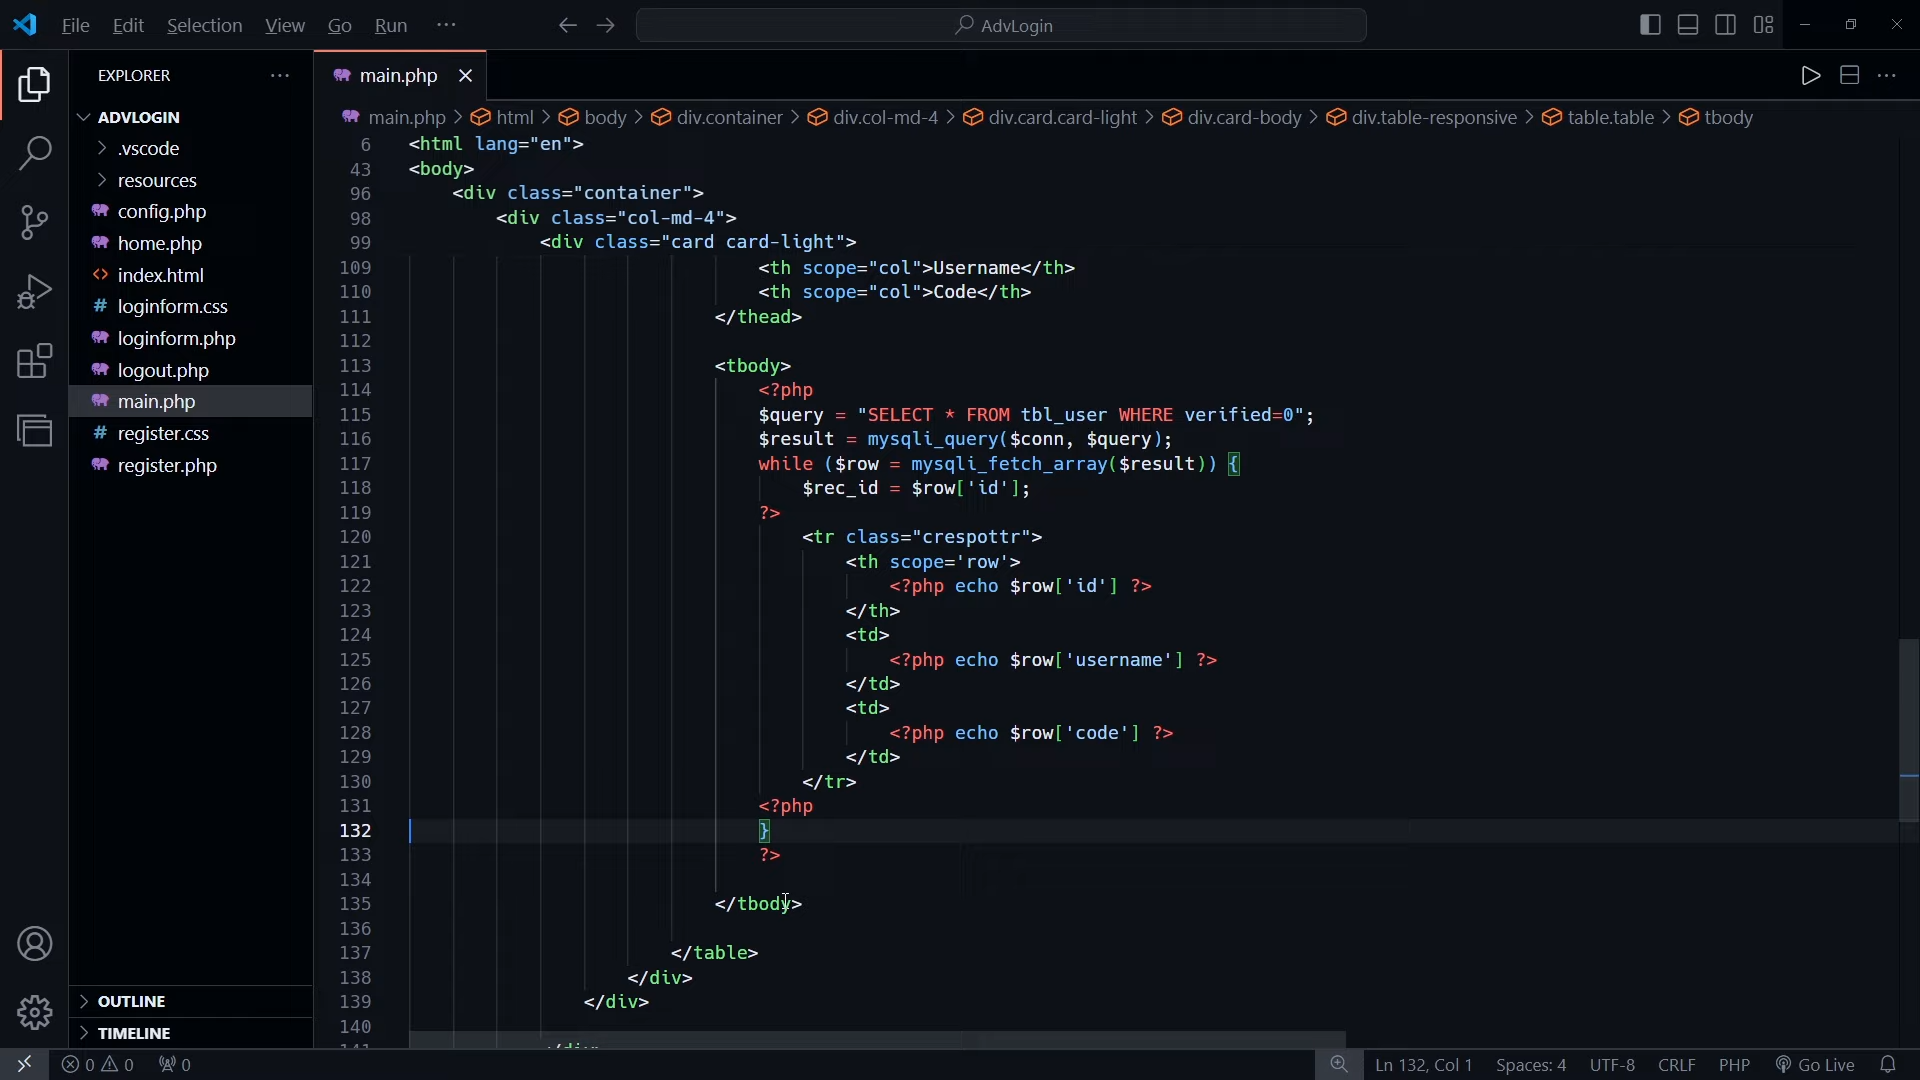 File Edit Selection View Go Run ··· AdvLogin
EXPLORER ···
ADVLOGIN
.vscode
resources
config.php
home.php
index.html
loginform.css
loginform.php
logout.php
main.php
register.css
register.php
OUTLINE
TIMELINE
main.php
main.php > html > body > div.container > div.col-md-4 > div.card.card-light > div.card-body > div.table-responsive > table.table > tbody
6 <html lang="en">
43 <body>
96 <div class="container">
98 <div class="col-md-4">
99 <div class="card card-light">
109 <th scope="col">Username</th>
110 <th scope="col">Code</th>
111 </thead>
112
113 <tbody>
114 <?php
115 $query = "SELECT * FROM tbl_user WHERE verified=0";
116 $result = mysqli_query($conn, $query);
117 while ($row = mysqli_fetch_array($result)) {
118 $rec_id = $row['id'];
119 ?>
120 <tr class="crespottr">
121 <th scope='row'>
122 <?php echo $row['id'] ?>
123 </th>
124 <td>
125 <?php echo $row['username'] ?>
126 </td>
127 <td>
128 <?php echo $row['code'] ?>
129 </td>
130 </tr>
131 <?php
132 }
133 ?>
134
135 </tbody>
136
137 </table>
138 </div>
139 </div>
140
0 0 0 Ln 132, Col 1 Spaces: 4 UTF-8 CRLF PHP Go Live